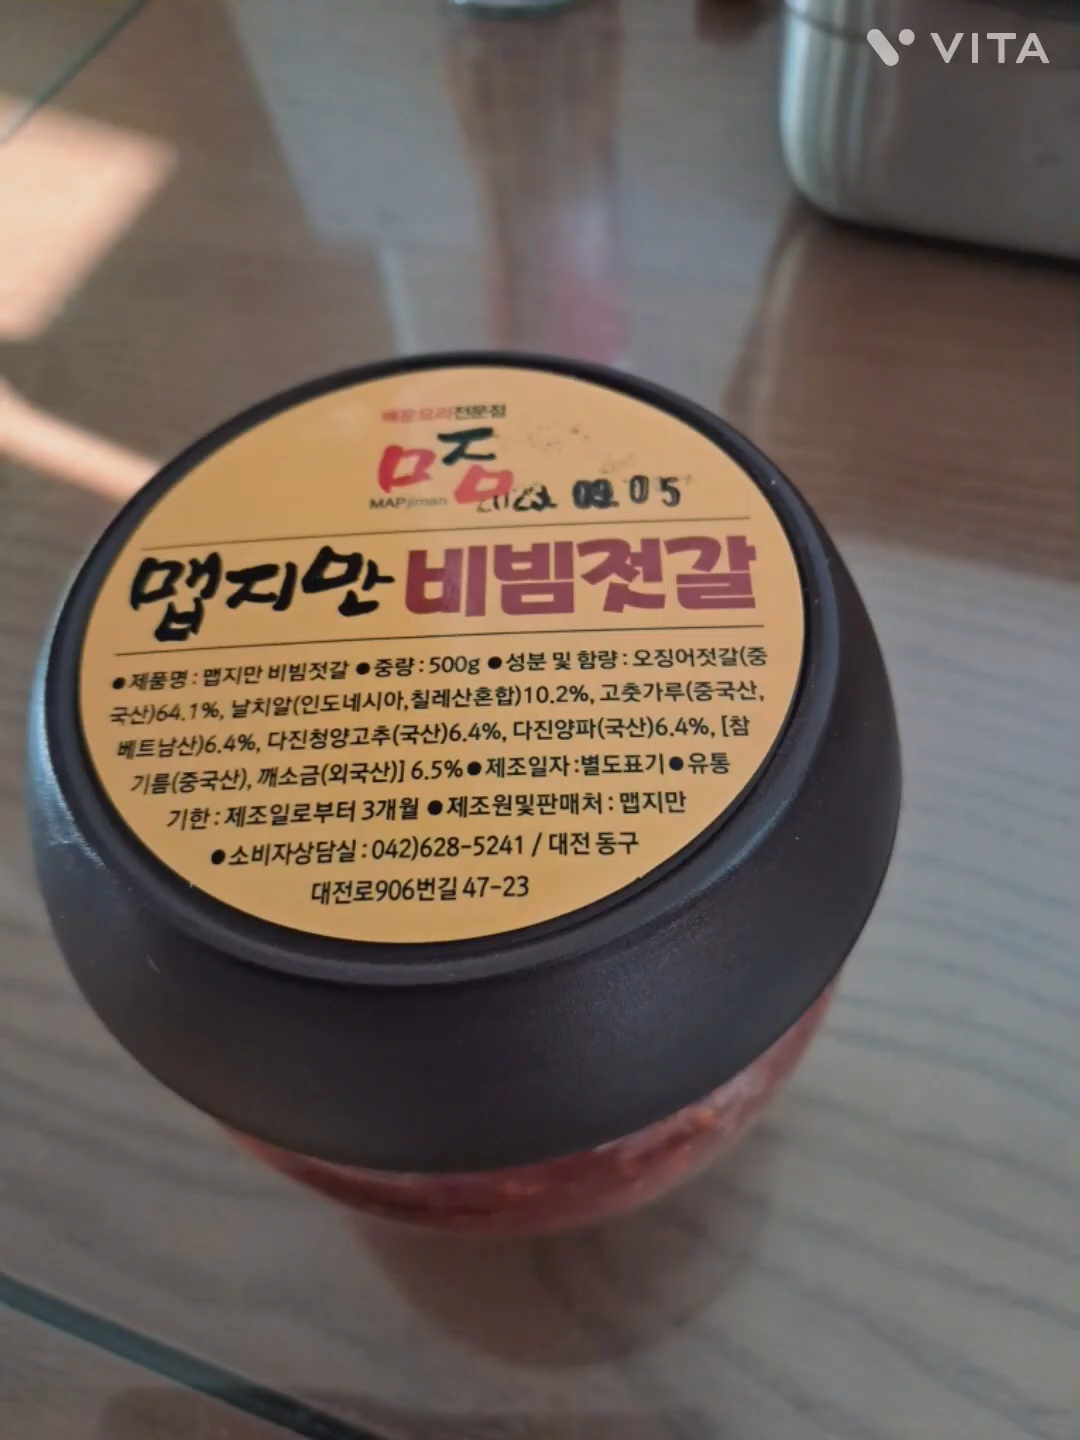 VITA
매운요리전문점
맵
MAPjiman
2023. 09. 05
맵지만 비빔젓갈
●제품명 : 맵지만 비빔젓갈 ●중량 : 500g ●성분 및 함량 : 오징어젓갈(중
국산)64.1%, 날치알(인도네시아,칠레산혼합)10.2%, 고춧가루(중국산,
베트남산)6.4%, 다진청양고추(국산)6.4%, 다진양파(국산)6.4%, [참
기름(중국산), 깨소금(외국산)] 6.5%●제조일자 :별도표기●유통
기한 : 제조일로부터 3개월 ●제조원및판매처 : 맵지만
●소비자상담실 : 042)628-5241 / 대전 동구
대전로906번길 47-23